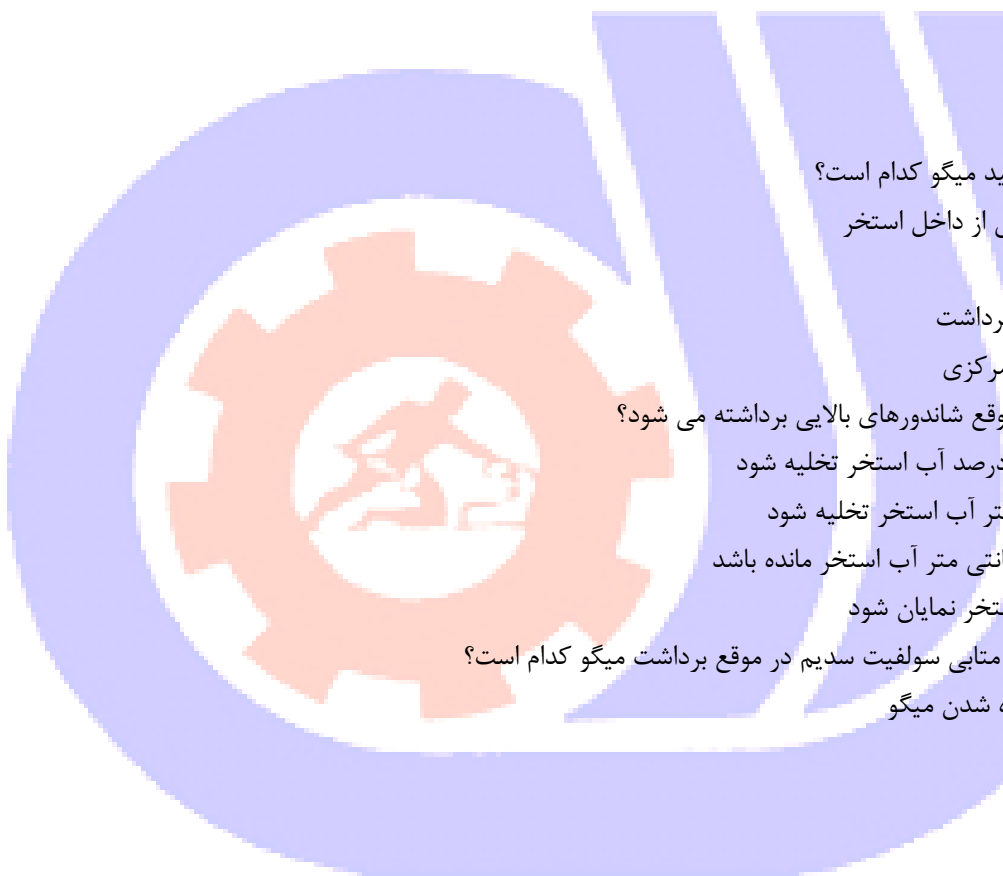 ید میگو کدام است؟
از داخل استخر
رداشت
مرکزی
وقع شاندورهای بالایی برداشته می شود؟
درصد آب استخر تخلیه شود
تر آب استخر تخلیه شود
انتی متر آب استخر مانده باشد
تخر نمایان شود
متابی سولفیت سدیم در موقع برداشت میگو کدام است؟
ه شدن میگو